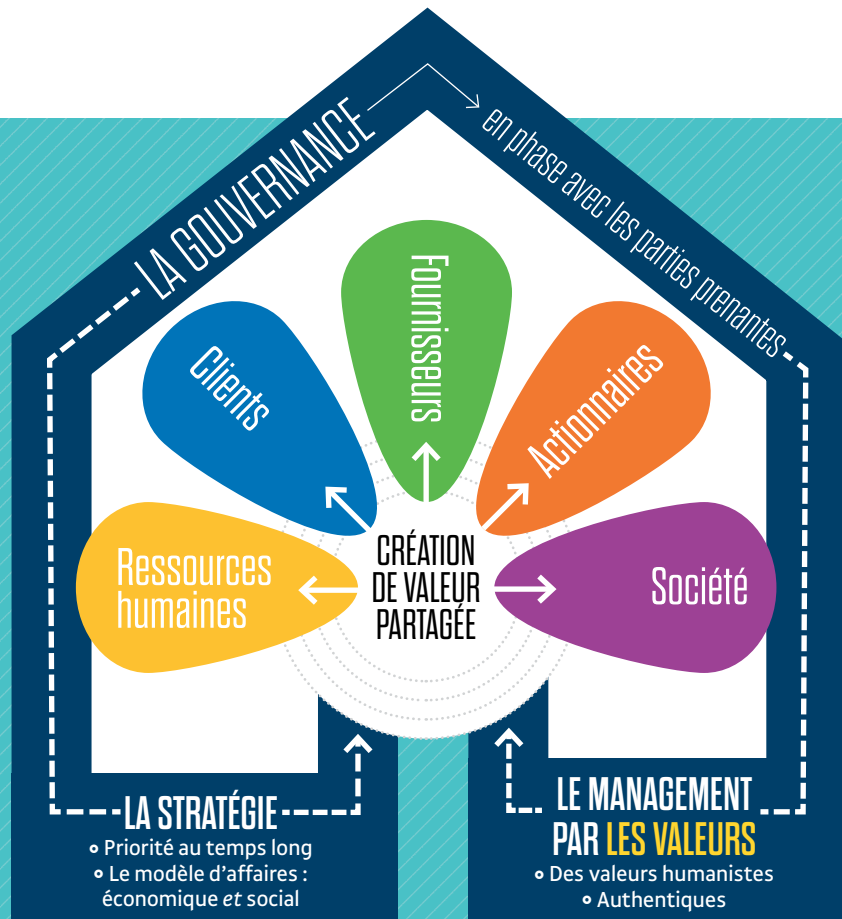 LA GOUVERNANCE
en phase avec les parties prenantes
Fournisseurs
Clients
Actionnaires
Ressources
humaines
CRÉATION
DE VALEUR
PARTAGÉE
Société
LA STRATÉGIE
° Priorité au temps long
° Le modèle d’affaires :
économique et social
LE MANAGEMENT
PAR LES VALEURS
° Des valeurs humanistes
° Authentiques